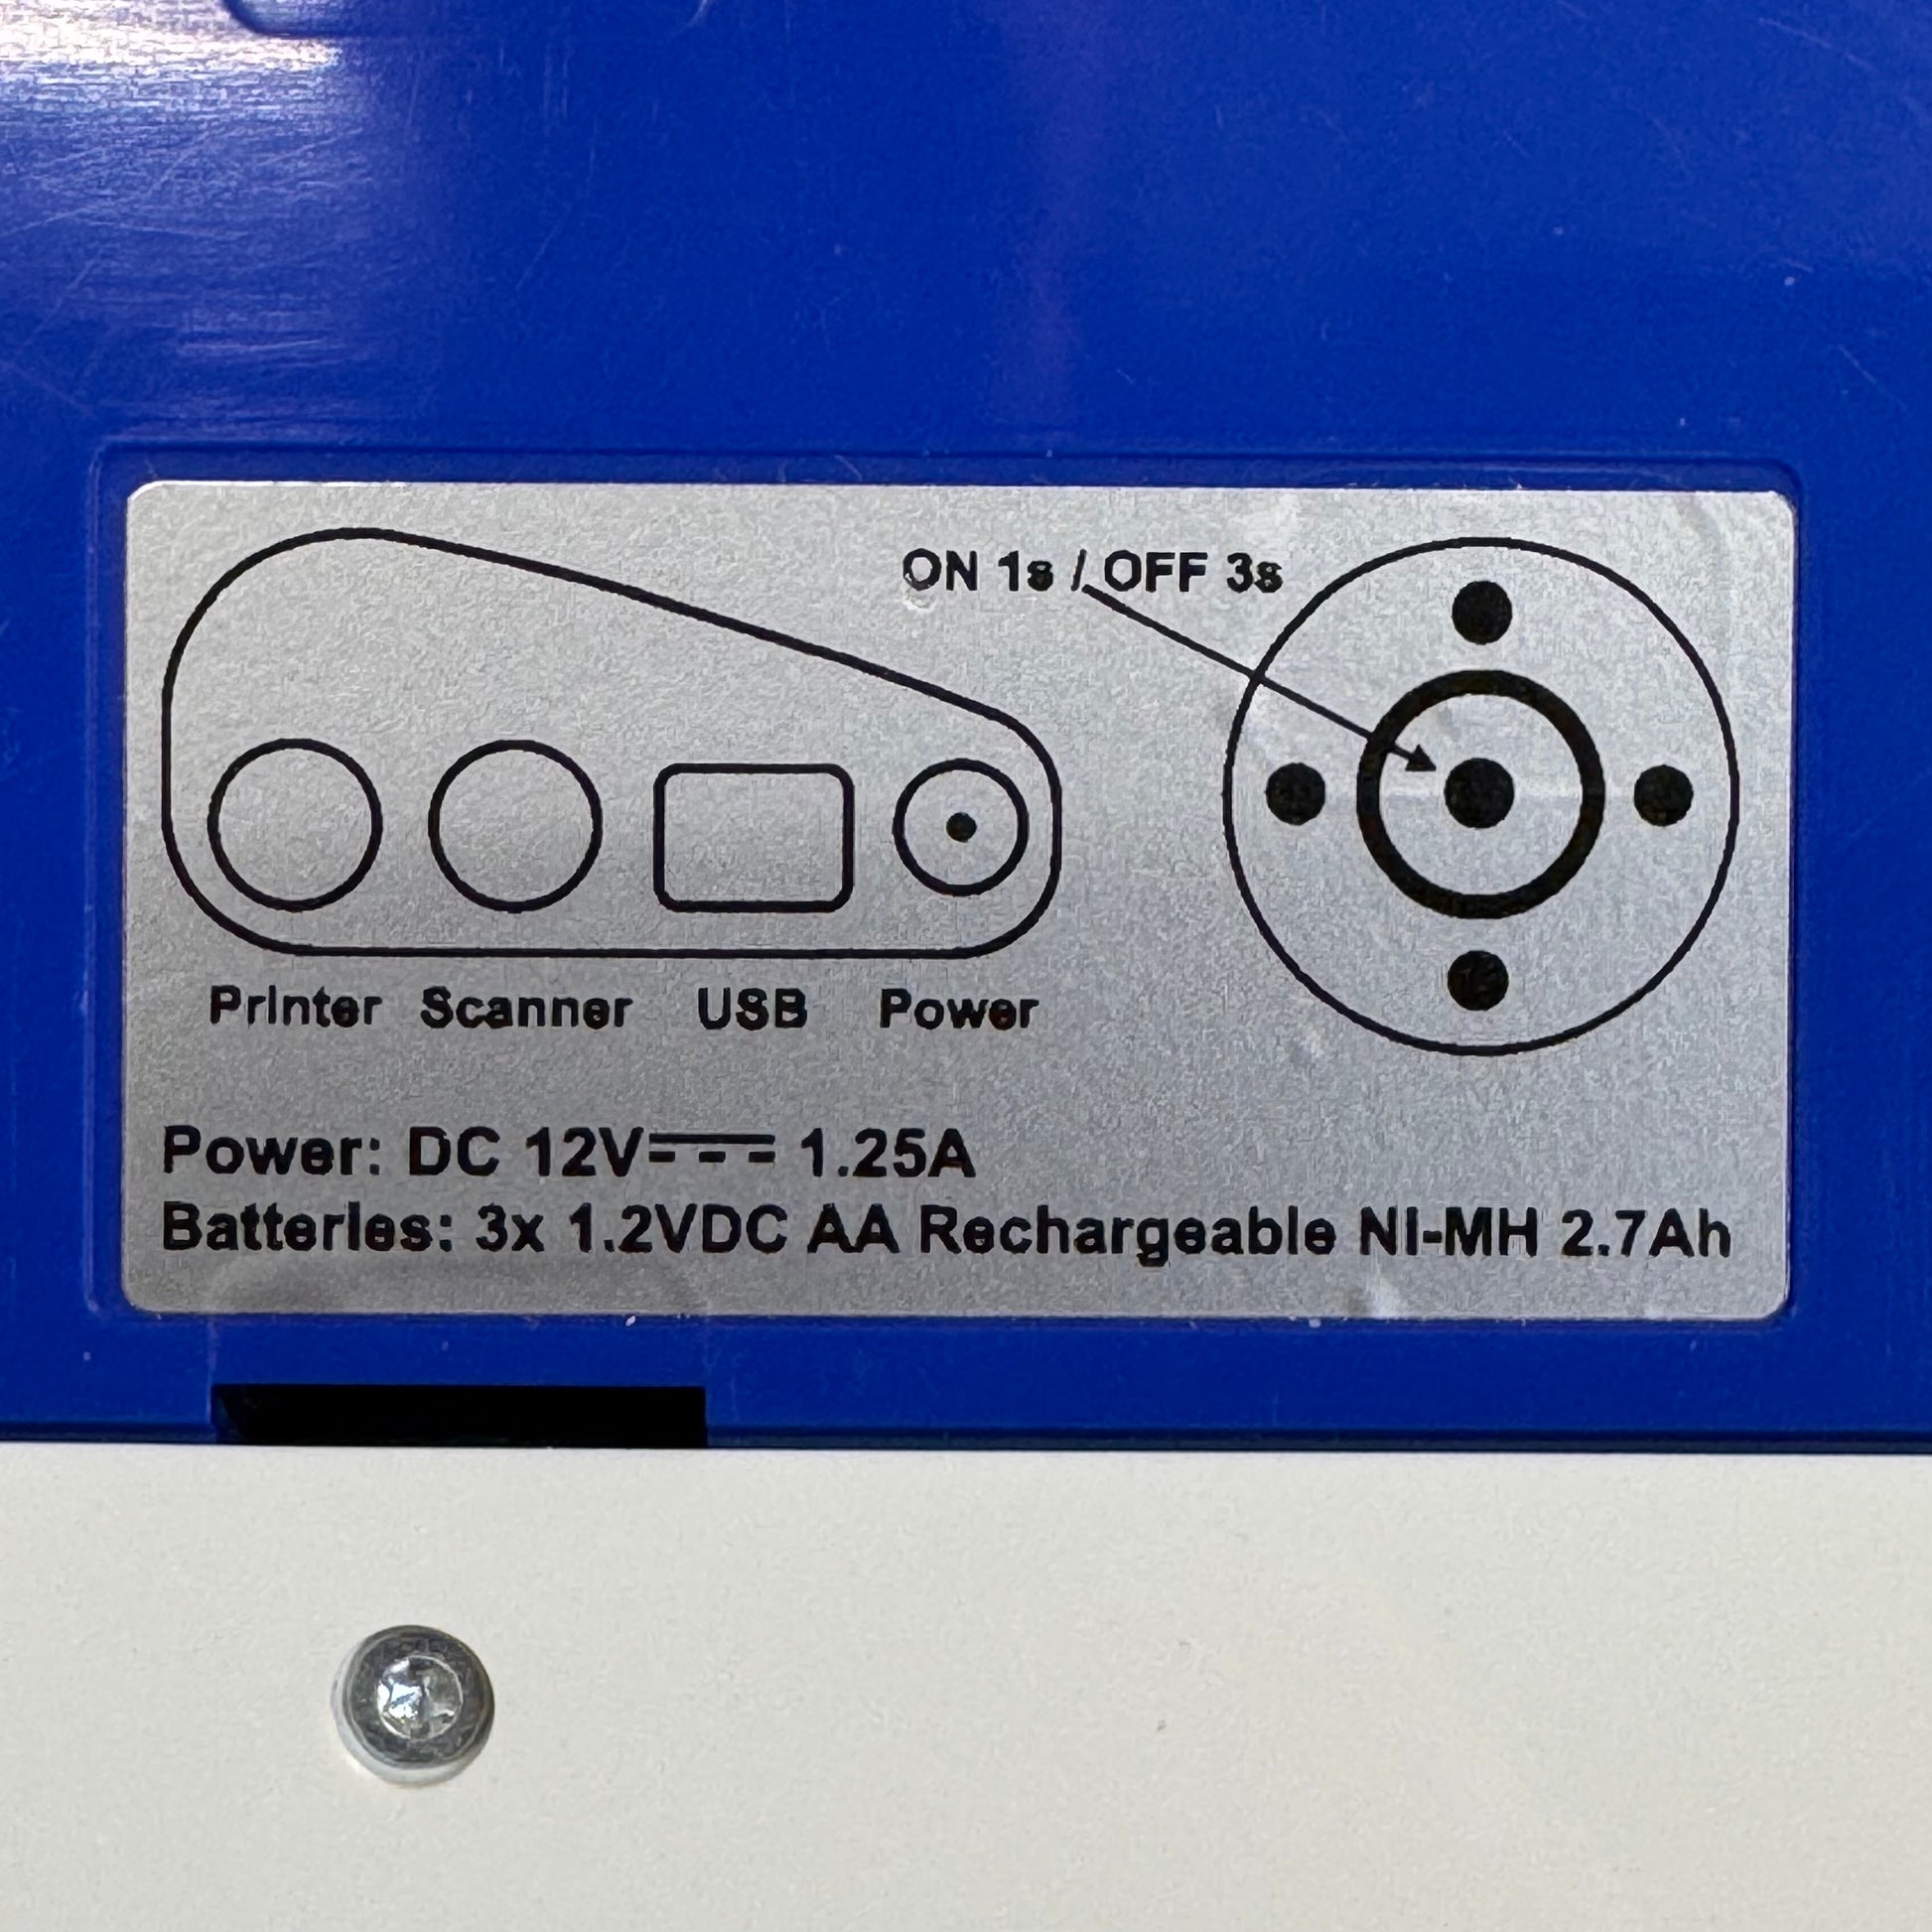 ON 1s / OFF 3s
Printer Scanner USB Power
Power: DC 12V⎓ 1.25A
Batteries: 3x 1.2VDC AA Rechargeable NI-MH 2.7Ah